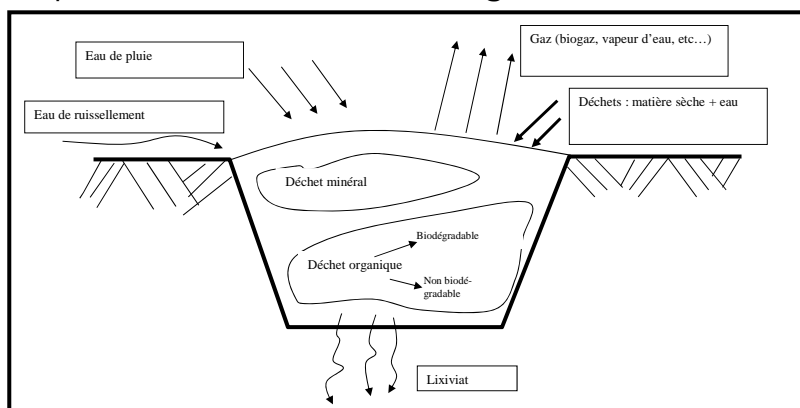 Eau de pluie
Gaz (biogaz, vapeur d'eau, etc…)
Eau de ruissellement
Déchets : matière sèche + eau
Déchet minéral
Biodégradable
Déchet organique
Non biodé-
gradable
Lixiviat